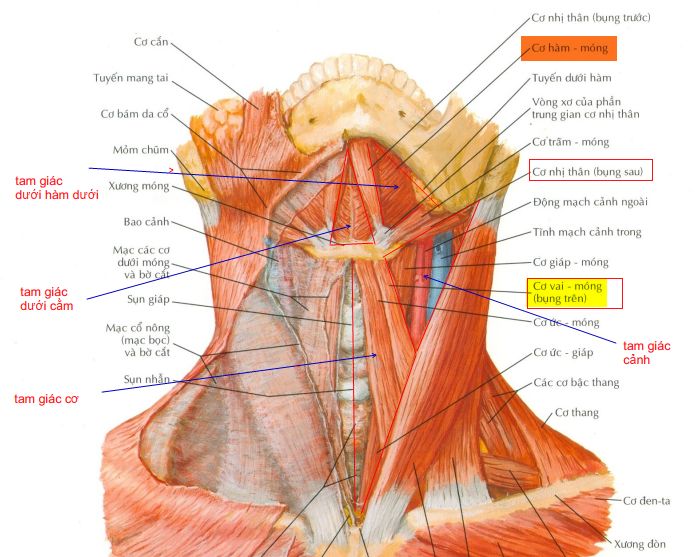 Cơ cắn
Tuyến mang tai
Cơ bám da cổ
Mỏm chũm
tam giác
dưới hàm dưới
Xương móng
Bao cảnh
Mạc các cơ
dưới móng
và bờ cắt
tam giác
dưới cằm
Sụn giáp
Mạc cổ nông
(mạc bọc)
và bờ cắt
Sụn nhẫn
tam giác cơ
Cơ nhị thân (bụng trước)
Cơ hàm - móng
Tuyến dưới hàm
Vòng xơ của phần
trung gian cơ nhị thân
Cơ trâm - móng
Cơ nhị thân (bụng sau)
Động mạch cảnh ngoài
Tĩnh mạch cảnh trong
Cơ giáp - móng
Cơ vai - móng
(bụng trên)
Cơ ức - móng
tam giác
cảnh
Cơ ức - giáp
Các cơ bậc thang
Cơ thang
Cơ đen-ta
Xương đòn